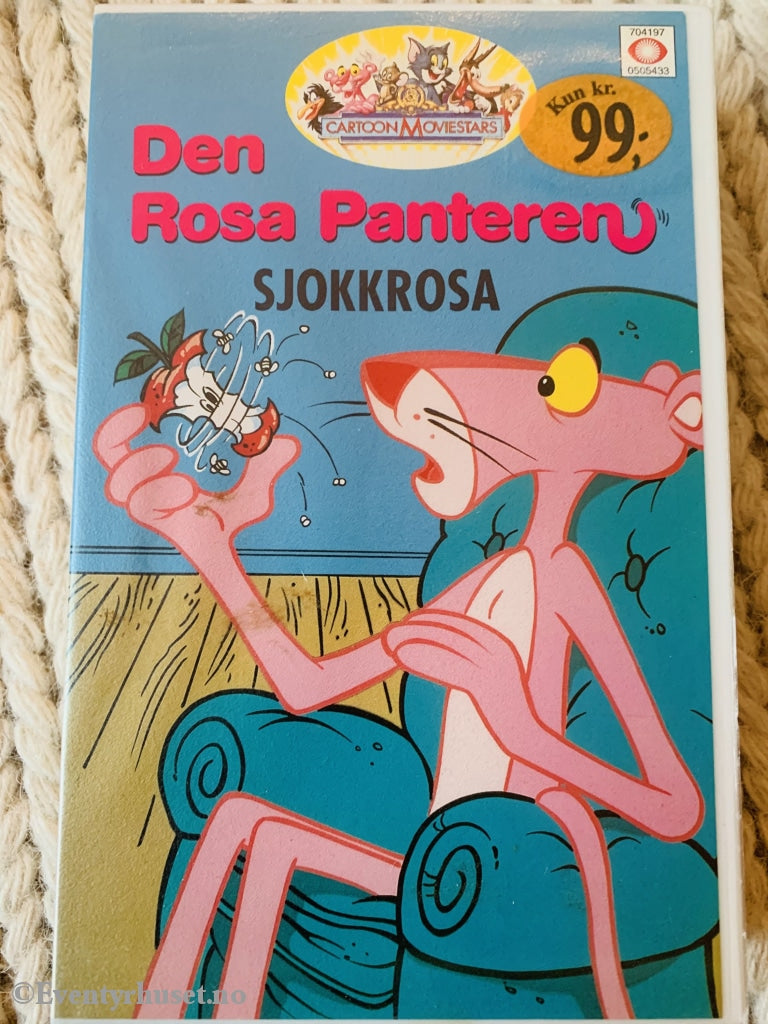 704197
0505433
CARTOON MOVIESTARS
Kun kr.
99,-
Den
Rosa Panteren
SJOKKROSA
©Eventyrhuset.no